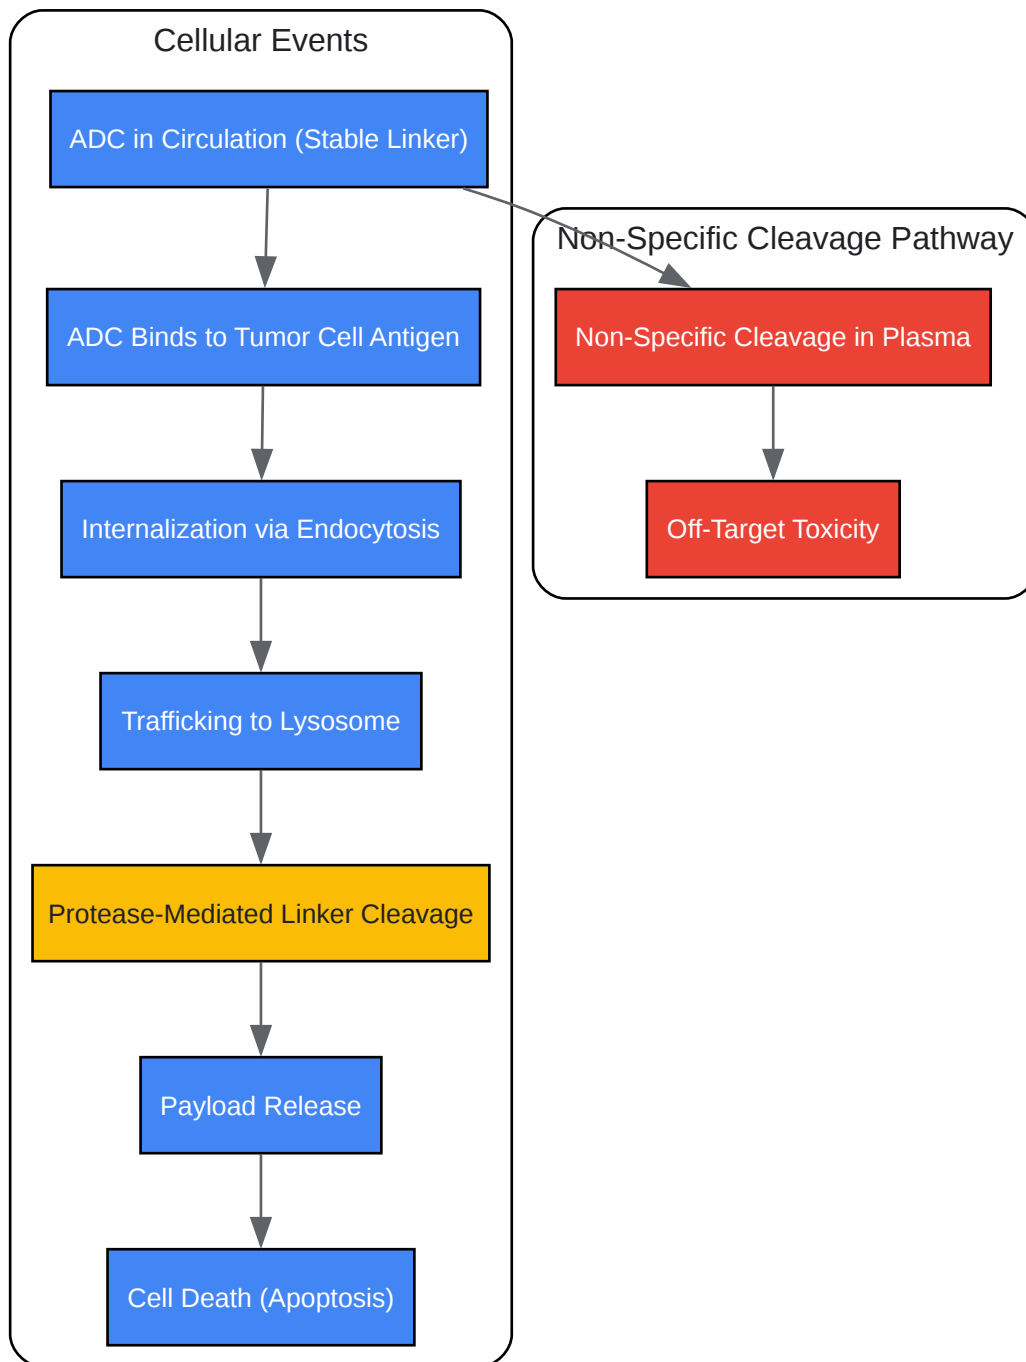 Cellular Events
ADC in Circulation (Stable Linker)
ADC Binds to Tumor Cell Antigen
Internalization via Endocytosis
Trafficking to Lysosome
Protease-Mediated Linker Cleavage
Payload Release
Cell Death (Apoptosis)
Non-Specific Cleavage Pathway
Non-Specific Cleavage in Plasma
Off-Target Toxicity